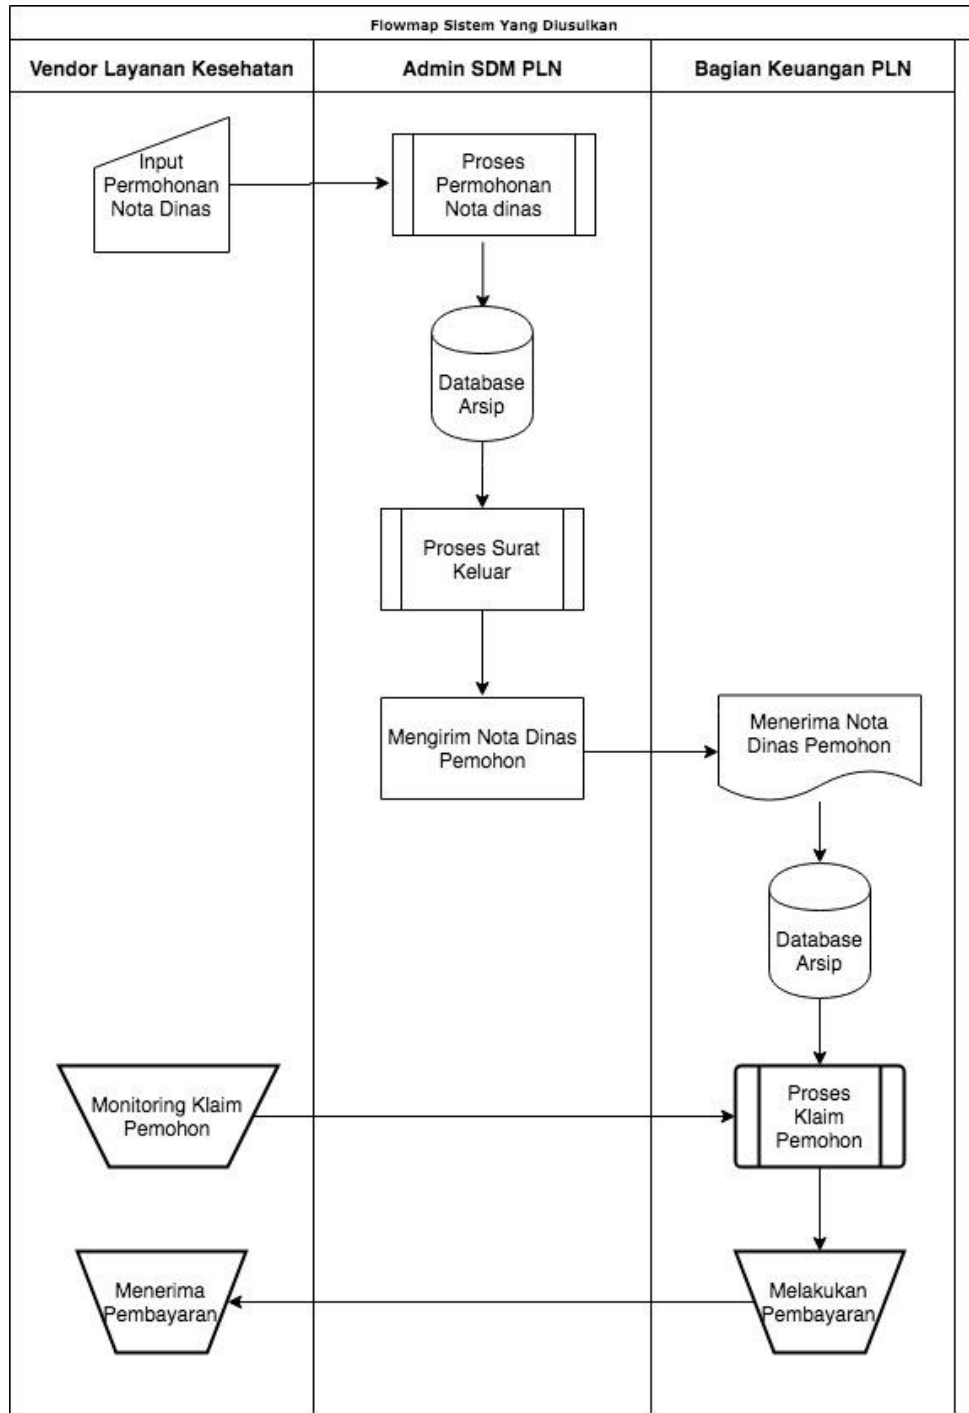 Flowmap Sistem Yang Diusulkan
Vendor Layanan Kesehatan
Admin SDM PLN
Bagian Keuangan PLN
Input
Permohonan
Nota Dinas
Proses
Permohonan
Nota dinas
Database
Arsip
Proses Surat
Keluar
Mengirim Nota Dinas
Pemohon
Menerima Nota
Dinas Pemohon
Database
Arsip
Monitoring Klaim
Pemohon
Proses
Klaim
Pemohon
Menerima
Pembayaran
Melakukan
Pembayaran